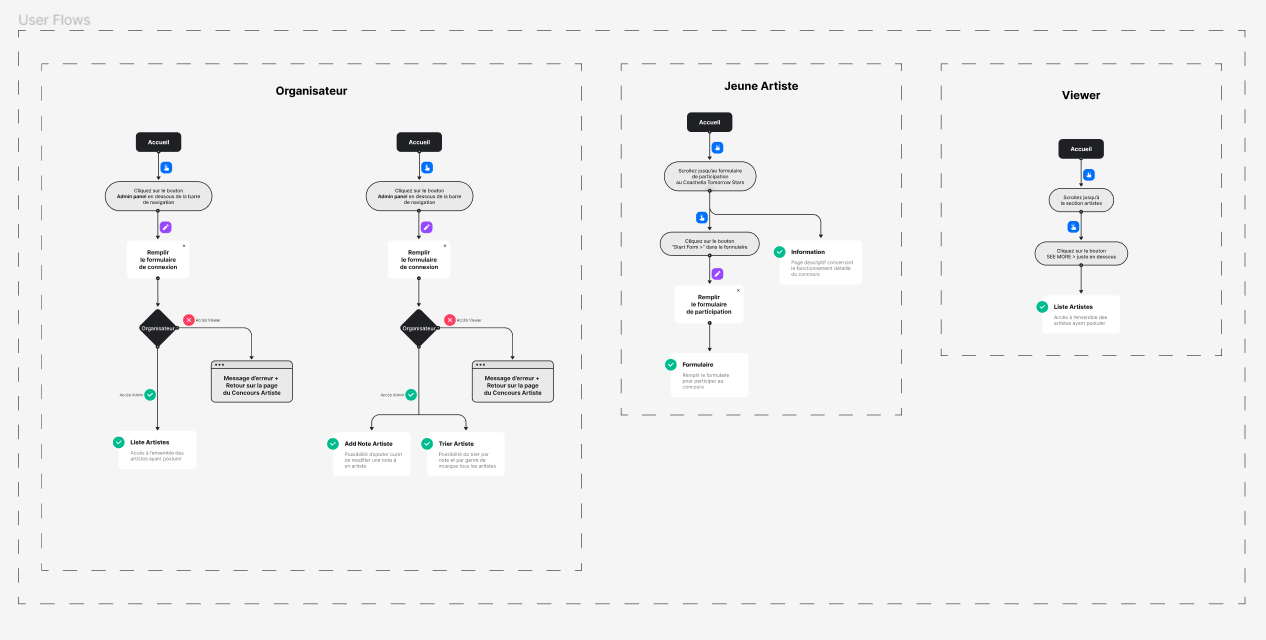 User Flows
Organisateur
Accueil
Cliquez sur le bouton
Admin panel en dessous de la barre
de navigation
Remplir
le formulaire
de connexion
Organisateur
Accès Viewer
Message d'erreur +
Retour sur la page
du Concours Artiste
Accès Admin
Liste Artistes
Accès à l'ensemble des
artistes ayant postuler
Accueil
Cliquez sur le bouton
Admin panel en dessous de la barre
de navigation
Remplir
le formulaire
de connexion
Organisateur
Accès Viewer
Message d'erreur +
Retour sur la page
du Concours Artiste
Accès Admin
Add Note Artiste
Possibilité d'ajouter ou/et
de modifier une note à
un artiste
Trier Artiste
Possibilité de trier par
note et par genre de
musique tous les artistes
Jeune Artiste
Accueil
Scrollez jusqu'au formulaire
de participation
au Coachella Tomorrow Stars
Cliquez sur le bouton
"Start Form >" dans le formulaire
Information
Page descriptif concernant
le fonctionnement détaillé
du concours
Remplir
le formulaire
de participation
Formulaire
Remplir le formulaire
pour participer au
concours
Viewer
Accueil
Scrollez jusqu'à
la section artistes
Cliquez sur le bouton
SEE MORE > juste en dessous
Liste Artistes
Accès à l'ensemble des
artistes ayant postuler